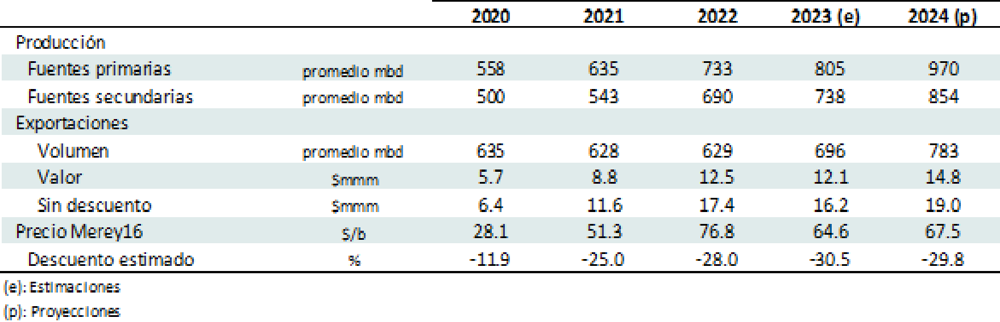 2020 2021 2022 2023 (e) 2024 (p)
Producción
Fuentes primarias promedio mbd 558 635 733 805 970
Fuentes secundarias promedio mbd 500 543 690 738 854
Exportaciones
Volumen promedio mbd 635 628 629 696 783
Valor $mmm 5.7 8.8 12.5 12.1 14.8
Sin descuento $mmm 6.4 11.6 17.4 16.2 19.0
Precio Merey16 $/b 28.1 51.3 76.8 64.6 67.5
Descuento estimado % -11.9 -25.0 -28.0 -30.5 -29.8
(e): Estimaciones
(p): Proyecciones